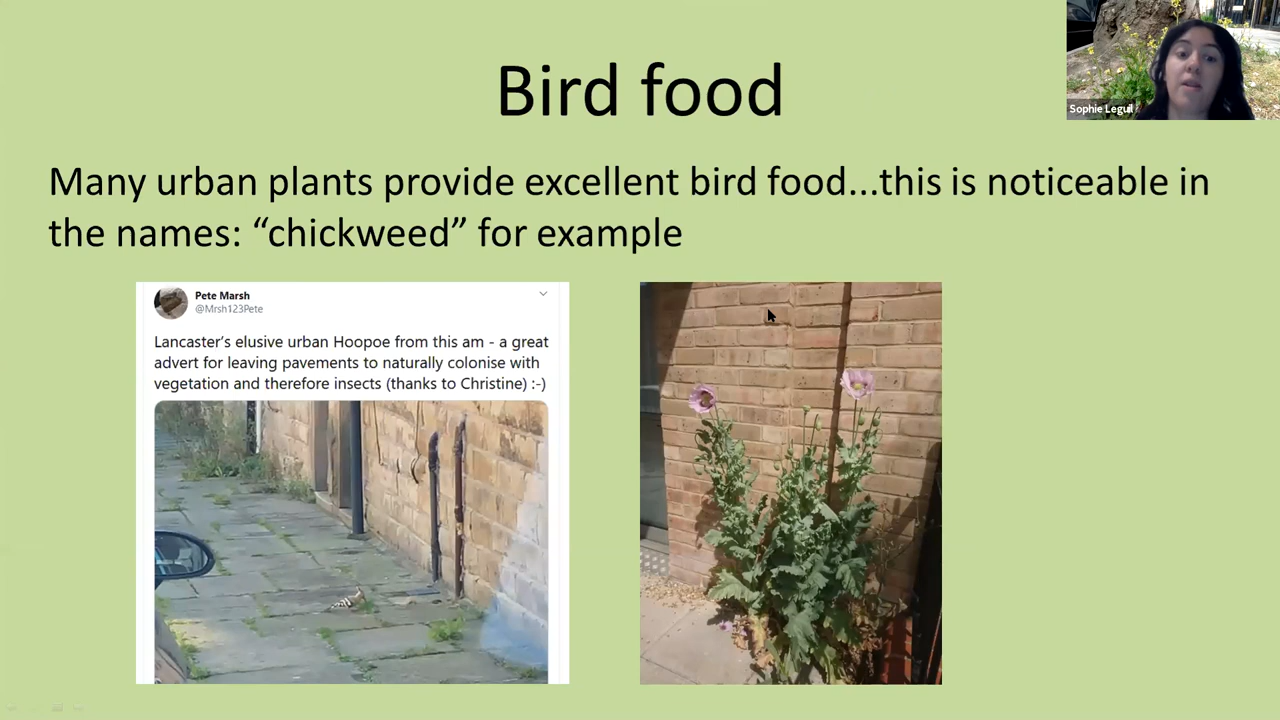 Bird food
Sophie Leguil
Many urban plants provide excellent bird food...this is noticeable in
the names: “chickweed” for example
Pete Marsh
@Mrsh123Pete
Lancaster’s elusive urban Hoopoe from this am - a great
advert for leaving pavements to naturally colonise with
vegetation and therefore insects (thanks to Christine) :-)